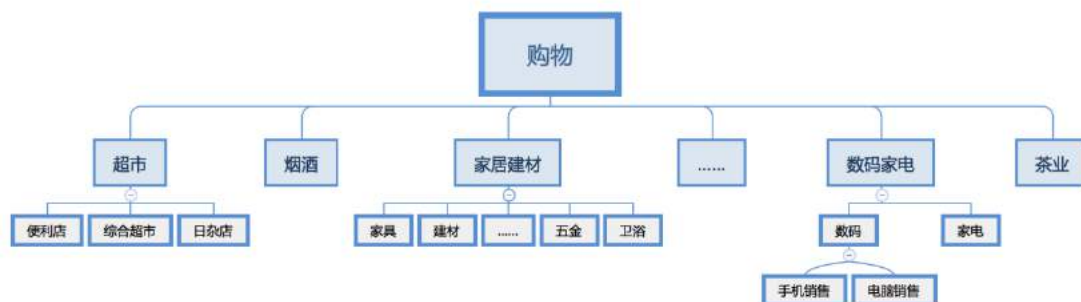 购物
超市
烟酒
家居建材
......
数码家电
茶业
便利店
综合超市
日杂店
家具
建材
......
五金
卫浴
数码
家电
手机销售
电脑销售